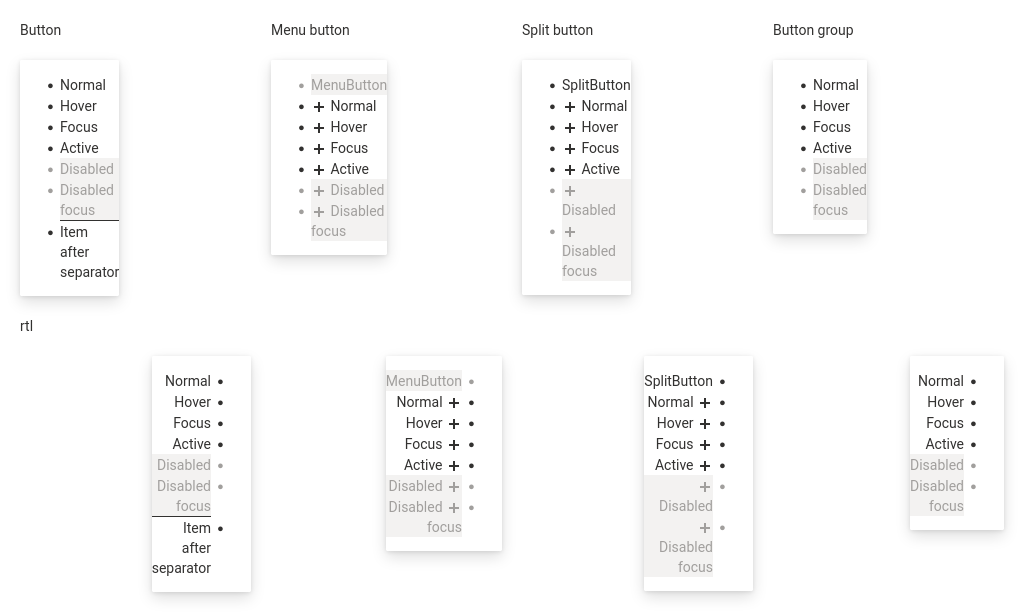 Button
Normal
Hover
Focus
Active
Disabled
Disabled
focus
Item
after
separator
Menu button
MenuButton
Normal
Hover
Focus
Active
Disabled
Disabled
focus
Split button
SplitButton
Normal
Hover
Focus
Active
Disabled
Disabled
focus
Button group
Normal
Hover
Focus
Active
Disabled
Disabled
focus
rtl
Normal
Hover
Focus
Active
Disabled
Disabled
focus
Item
after
separator
MenuButton
Normal
Hover
Focus
Active
Disabled
Disabled
focus
SplitButton
Normal
Hover
Focus
Active
Disabled
Disabled
focus
Normal
Hover
Focus
Active
Disabled
Disabled
focus